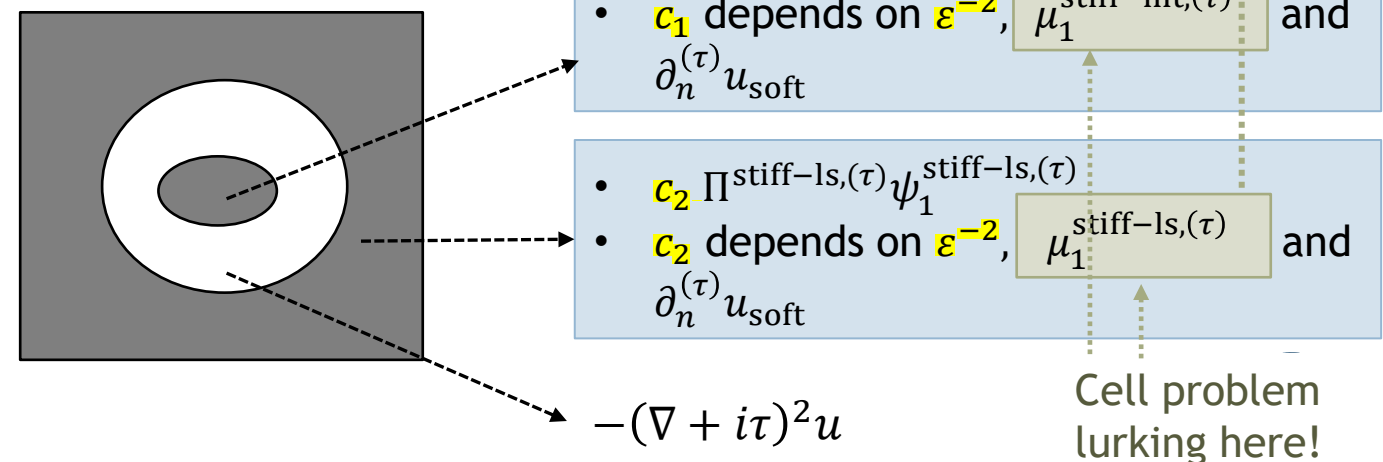 • c₁ depends on ε⁻², μ₁^stiff−int,(τ) and
∂ₙ^(τ) u_soft
• c₂ Π^stiff−ls,(τ) ψ₁^stiff−ls,(τ)
• c₂ depends on ε⁻², μ₁^stiff−ls,(τ) and
∂ₙ^(τ) u_soft
−(∇ + iτ)²u
Cell problem
lurking here!